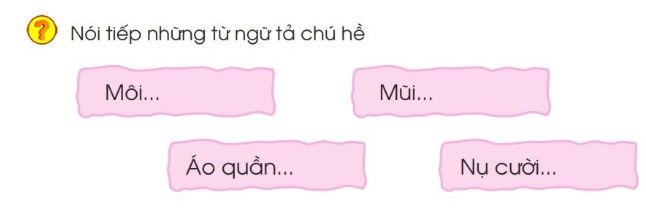 ?
Nói tiếp những từ ngữ tả chú hề
Môi...
Mũi...
Áo quần...
Nụ cười...